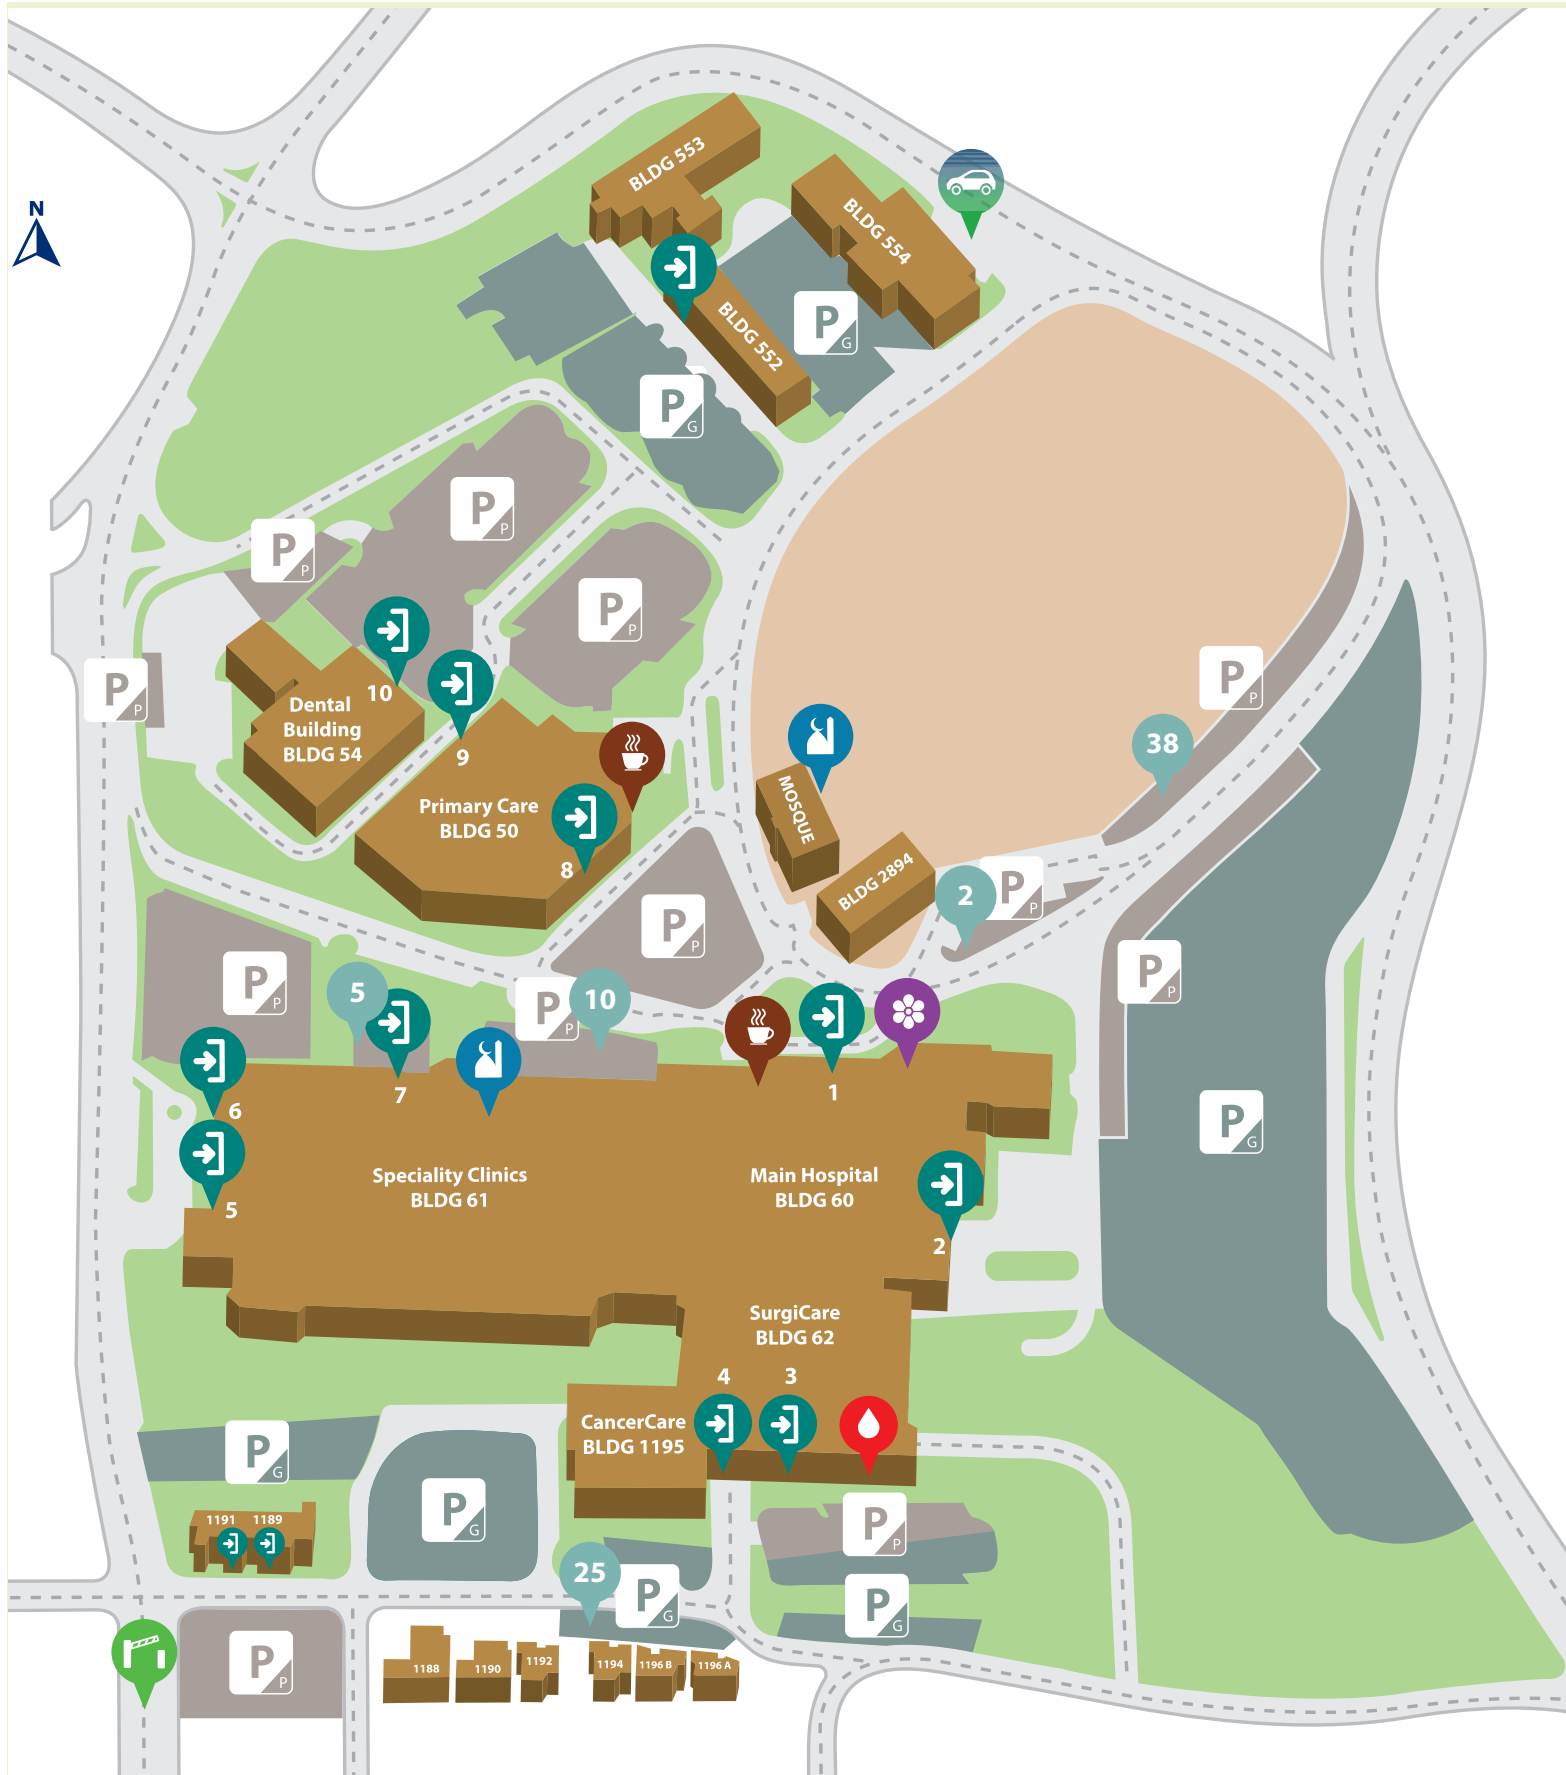 N
BLDG 553
BLDG 554
BLDG 552
P
G
P
G
P
P
P
P
P
P
P
P
10
Dental
Building
BLDG 54
9
Primary Care
BLDG 50
8
MOSQUE
BLDG 2894
38
P
P
2
P
P
P
P
P
P
5
P
P
10
P
P
7
6
5
1
Speciality Clinics
BLDG 61
Main Hospital
BLDG 60
2
P
G
SurgiCare
BLDG 62
4
3
CancerCare
BLDG 1195
P
G
P
G
1191
1189
P
P
25
P
G
P
G
P
P
1188
1190
1192
1194
1196 B
1196 A